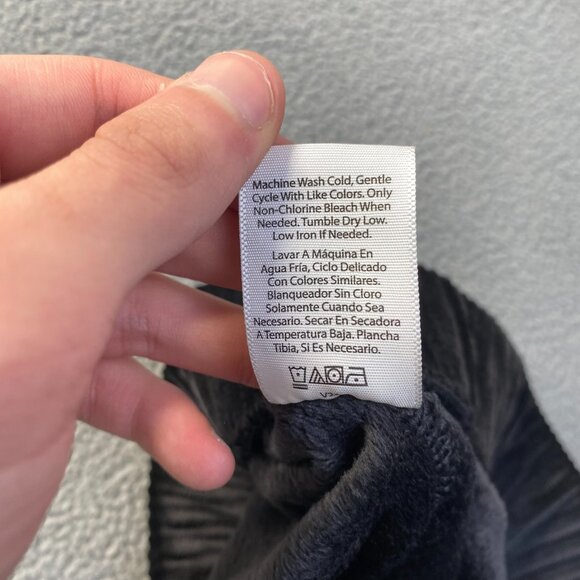 Machine Wash Cold, Gentle
Cycle With Like Colors. Only
Non-Chlorine Bleach When
Needed. Tumble Dry Low.
Low Iron If Needed.
Lavar A Máquina En
Agua Fría, Ciclo Delicado
Con Colores Similares.
Blanqueador Sin Cloro
Solamente Cuando Sea
Necesario. Secar En Secadora
A Temperatura Baja. Plancha
Tibia, Si Es Necesario.